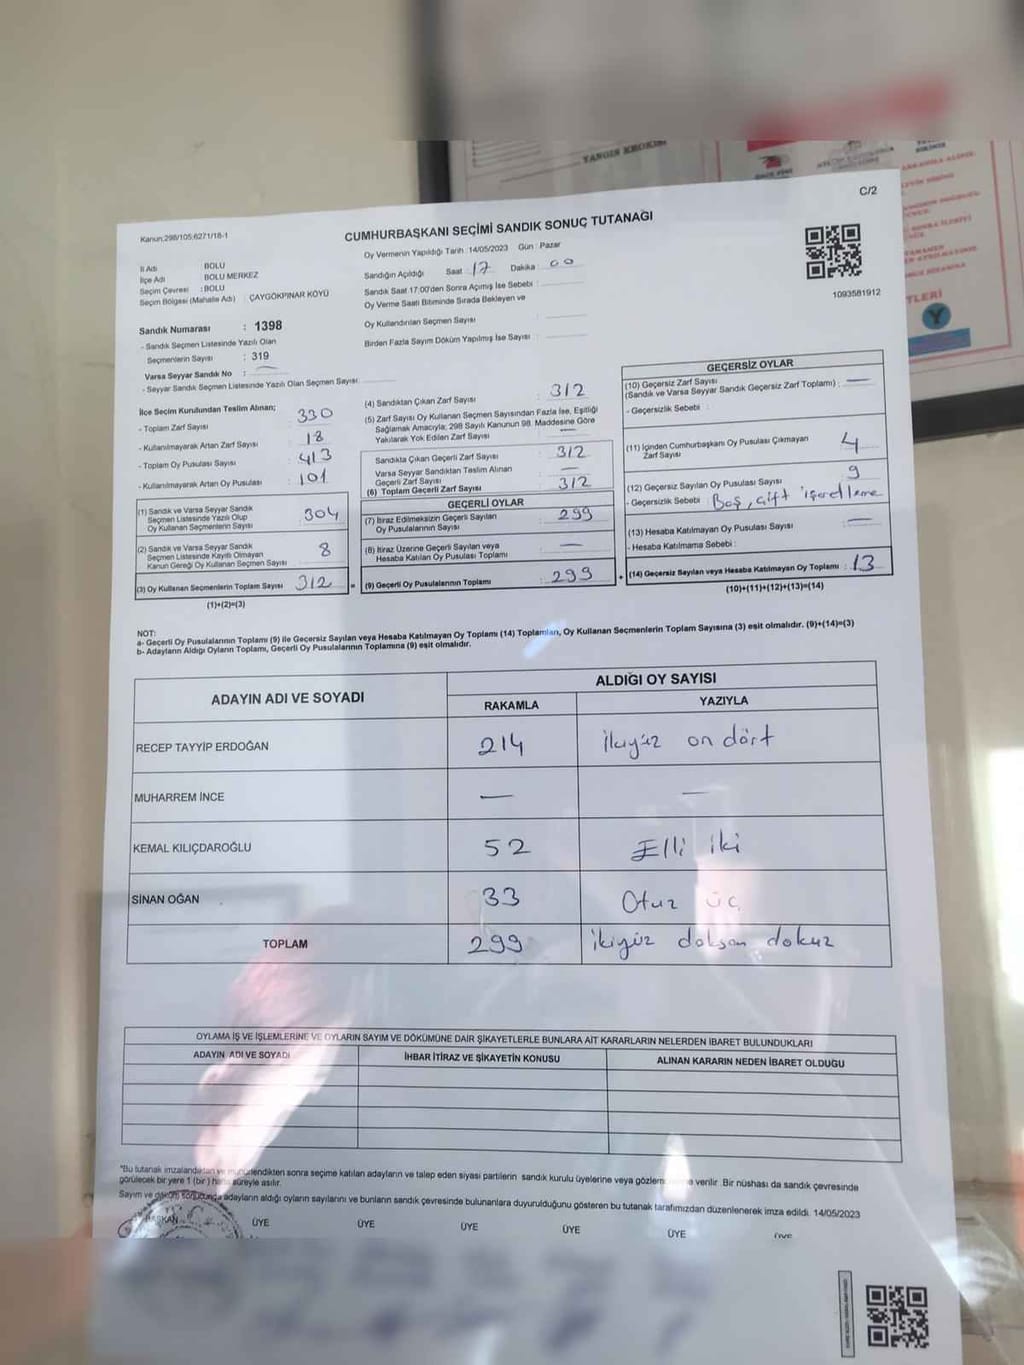 YANGIN KROKİSİ
C/2
Kanun:298/105;6271/18-1
CUMHURBAŞKANI SEÇİMİ SANDIK SONUÇ TUTANAĞI
Oy Vermenin Yapıldığı Tarih :14/05/2023 Gün : Pazar
İl Adı BOLU
İlçe Adı BOLU MERKEZ
Seçim Çevresi : BOLU
Seçim Bölgesi (Mahalle Adı) : ÇAYGÖKPINAR KÖYÜ
Sandığın Açıldığı Saat 17 Dakika 00
Sandık Saat 17:00'den Sonra Açılmış İse Sebebi :
Oy Verme Saati Bitiminde Sırada Bekleyen ve
Oy Kullandırılan Seçmen Sayısı :
Birden Fazla Sayım Döküm Yapılmış İse Sayısı :
1093581912
Sandık Numarası : 1398
- Sandık Seçmen Listesinde Yazılı Olan
Seçmenlerin Sayısı : 319
Varsa Seyyar Sandık No : —
- Seyyar Sandık Seçmen Listesinde Yazılı Olan Seçmen Sayısı:
İlçe Seçim Kurulundan Teslim Alınan;
- Toplam Zarf Sayısı 330
- Kullanılmayarak Artan Zarf Sayısı 18
- Toplam Oy Pusulası Sayısı 413
- Kullanılmayarak Artan Oy Pusulası 101
(1) Sandık ve Varsa Seyyar Sandık
Seçmen Listesinde Yazılı Olup
Oy Kullanan Seçmenlerin Sayısı 304
(2) Sandık ve Varsa Seyyar Sandık
Seçmen Listesinde Kayıtlı Olmayan
Kanun Gereği Oy Kullanan Seçmen Sayısı 8
(3) Oy Kullanan Seçmenlerin Toplam Sayısı 312 =
(1)+(2)=(3)
(4) Sandıktan Çıkan Zarf Sayısı 312
(5) Zarf Sayısı Oy Kullanan Seçmen Sayısından Fazla İse, Eşitliği
Sağlamak Amacıyla; 298 Sayılı Kanunun 98. Maddesine Göre
Yakılarak Yok Edilen Zarf Sayısı —
Sandıkta Çıkan Geçerli Zarf Sayısı 312
Varsa Seyyar Sandıktan Teslim Alınan
Geçerli Zarf Sayısı —
(6) Toplam Geçerli Zarf Sayısı 312
GEÇERLİ OYLAR
(7) İtiraz Edilmeksizin Geçerli Sayılan
Oy Pusulalarının Sayısı 299
(8) İtiraz Üzerine Geçerli Sayılan veya
Hesaba Katılan Oy Pusulası Toplamı —
(9) Geçerli Oy Pusulalarının Toplamı : 299 +
GEÇERSİZ OYLAR
(10) Geçersiz Zarf Sayısı
(Sandık ve Varsa Seyyar Sandık Geçersiz Zarf Toplamı) : —
- Geçersizlik Sebebi :
(11) İçinden Cumhurbaşkanı Oy Pusulası Çıkmayan
Zarf Sayısı 4
(12) Geçersiz Sayılan Oy Pusulası Sayısı 9
- Geçersizlik Sebebi : Boş, çift işaretleme
(13) Hesaba Katılmayan Oy Pusulası Sayısı —
- Hesaba Katılmama Sebebi :
(14) Geçersiz Sayılan veya Hesaba Katılmayan Oy Toplamı : 13
(10)+(11)+(12)+(13)=(14)
NOT:
a- Geçerli Oy Pusulalarının Toplamı (9) ile Geçersiz Sayılan veya Hesaba Katılmayan Oy Toplamı (14) Toplamları, Oy Kullanan Seçmenlerin Toplam Sayısına (3) eşit olmalıdır. (9)+(14)=(3)
b- Adayların Aldığı Oyların Toplamı, Geçerli Oy Pusulalarının Toplamına (9) eşit olmalıdır.
ADAYIN ADI VE SOYADI
ALDIĞI OY SAYISI
RAKAMLA YAZIYLA
RECEP TAYYİP ERDOĞAN 214 ikiyüz on dört
MUHARREM İNCE — —
KEMAL KILIÇDAROĞLU 52 Elli iki
SİNAN OĞAN 33 Otuz üç
TOPLAM 299 ikiyüz doksan dokuz
OYLAMA İŞ VE İŞLEMLERİNE VE OYLARIN SAYIM VE DÖKÜMÜNE DAİR ŞİKAYETLERLE BUNLARA AİT KARARLARIN NELERDEN İBARET BULUNDUKLARI
ADAYIN ADI VE SOYADI İHBAR İTİRAZ VE ŞİKAYETİN KONUSU ALINAN KARARIN NEDEN İBARET OLDUĞU
*Bu tutanak imzalandıktan ve mühürlendikten sonra seçime katılan adayların ve talep eden siyasi partilerin sandık kurulu üyelerine veya gözlemcilerine verilir. Bir nüshası da sandık çevresinde
görülecek bir yere 1 (bir) hafta süreyle asılır.
Sayım ve döküm sonucunda adayların aldığı oyların sayılarını ve bunların sandık çevresinde bulunanlara duyurulduğunu gösteren bu tutanak tarafımızdan düzenlenerek imza edildi. 14/05/2023
BAŞKAN ÜYE ÜYE ÜYE ÜYE ÜYE ÜYE